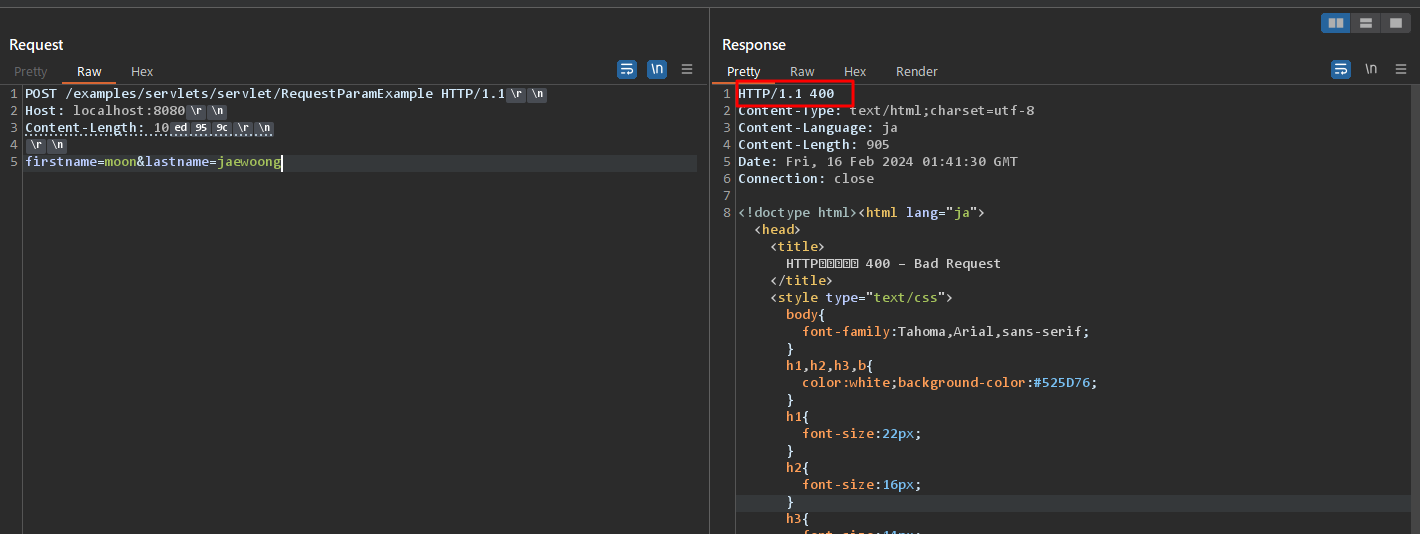 Request
Response
Pretty Raw Hex \n
Pretty Raw Hex Render \n
1 POST /examples/servlets/servlet/RequestParamExample HTTP/1.1 \r \n
2 Host: localhost:8080 \r \n
3 Content-Length: 10 ed 95 9c \r \n
4 \r \n
5 firstname=moon&lastname=jaewoong
1 HTTP/1.1 400
2 Content-Type: text/html;charset=utf-8
3 Content-Language: ja
4 Content-Length: 905
5 Date: Fri, 16 Feb 2024 01:41:30 GMT
6 Connection: close
7
8 <!doctype html><html lang="ja">
<head>
<title>
HTTP 400 – Bad Request
</title>
<style type="text/css">
body{
font-family:Tahoma,Arial,sans-serif;
}
h1,h2,h3,b{
color:white;background-color:#525D76;
}
h1{
font-size:22px;
}
h2{
font-size:16px;
}
h3{